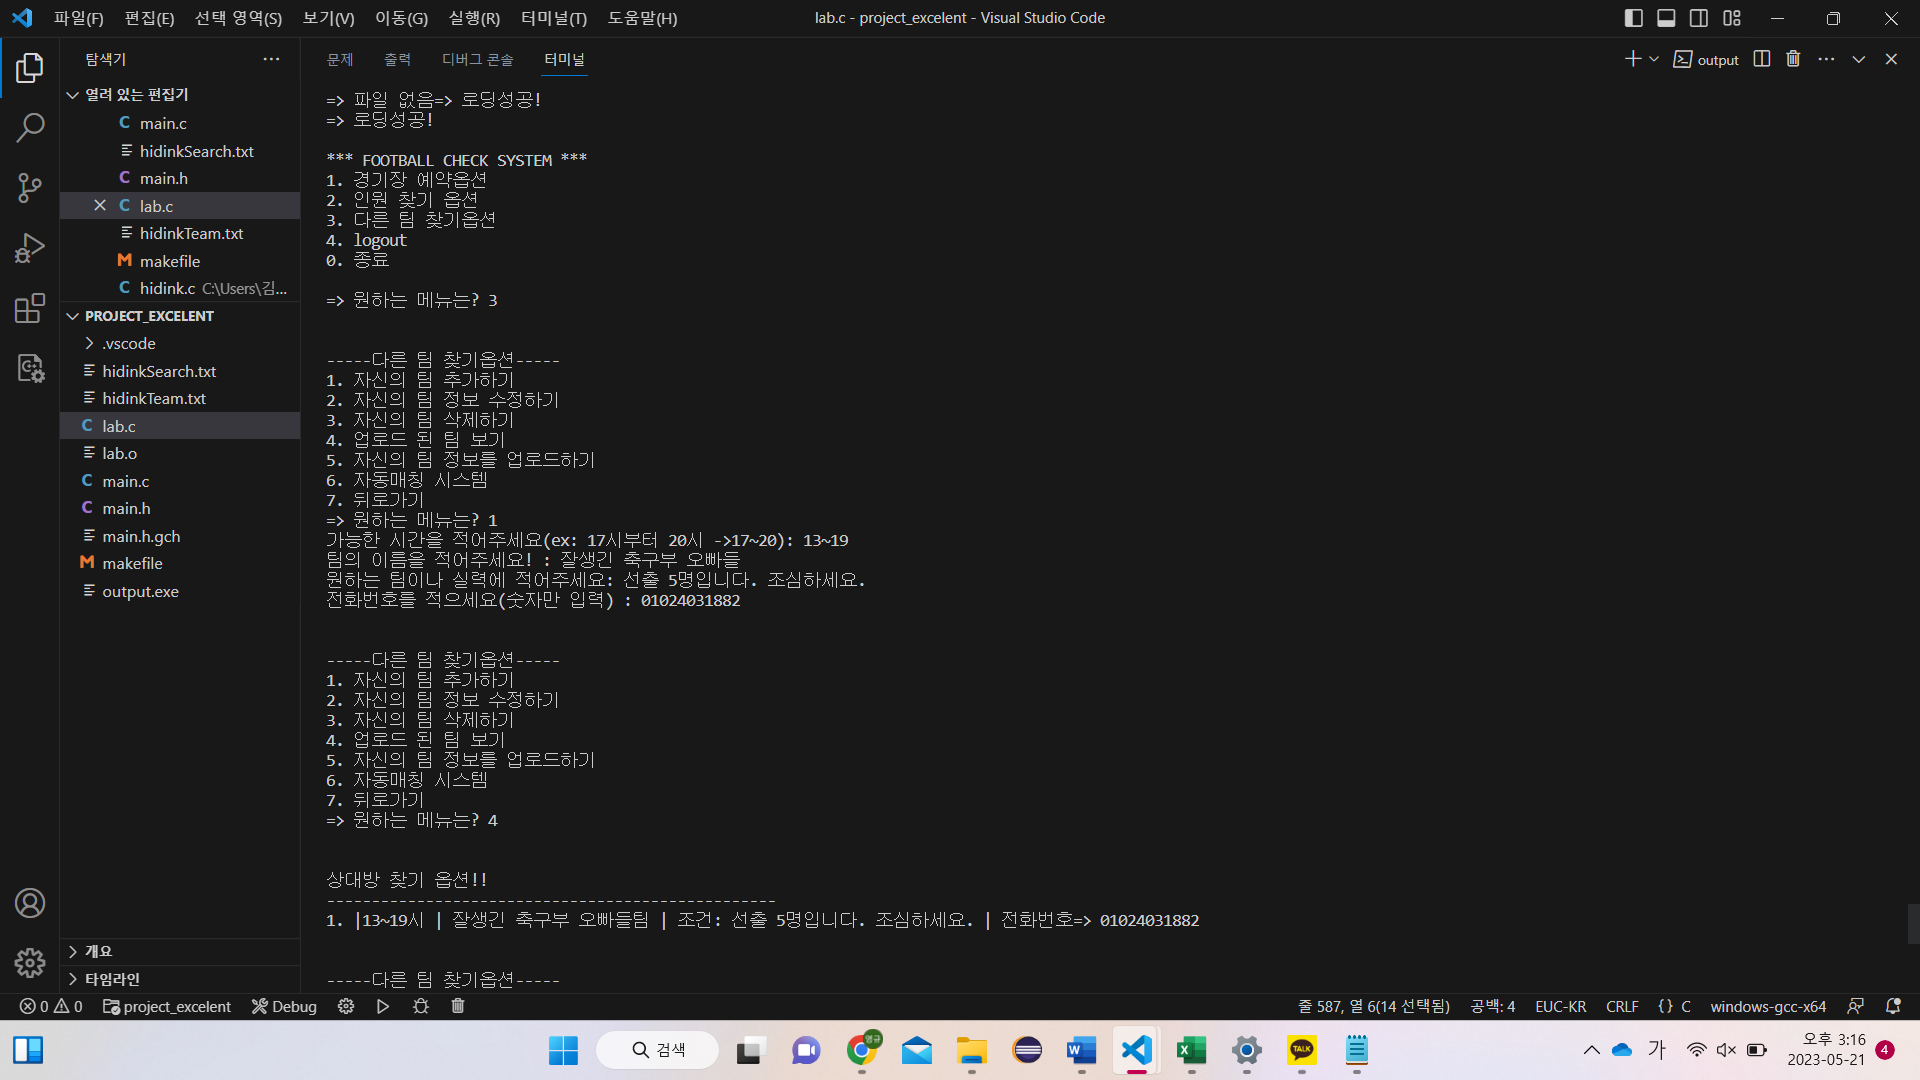 파일(F) 편집(E) 선택 영역(S) 보기(V) 이동(G) 실행(R) 터미널(T) 도움말(H)
lab.c - project_excelent - Visual Studio Code
탐색기
열려 있는 편집기
main.c
hidinkSearch.txt
main.h
lab.c
hidinkTeam.txt
makefile
hidink.c C:\Users\김...
PROJECT_EXCELENT
.vscode
hidinkSearch.txt
hidinkTeam.txt
lab.c
lab.o
main.c
main.h
main.h.gch
makefile
output.exe
개요
타임라인
문제 출력 디버그 콘솔 터미널
output
=> 파일 없음=> 로딩성공!
=> 로딩성공!
*** FOOTBALL CHECK SYSTEM ***
1. 경기장 예약옵션
2. 인원 찾기 옵션
3. 다른 팀 찾기옵션
4. logout
0. 종료
=> 원하는 메뉴는? 3
-----다른 팀 찾기옵션-----
1. 자신의 팀 추가하기
2. 자신의 팀 정보 수정하기
3. 자신의 팀 삭제하기
4. 업로드 된 팀 보기
5. 자신의 팀 정보를 업로드하기
6. 자동매칭 시스템
7. 뒤로가기
=> 원하는 메뉴는? 1
가능한 시간을 적어주세요(ex: 17시부터 20시 ->17~20): 13~19
팀의 이름을 적어주세요! : 잘생긴 축구부 오빠들
원하는 팀이나 실력에 적어주세요: 선출 5명입니다. 조심하세요.
전화번호를 적으세요(숫자만 입력) : 01024031882
-----다른 팀 찾기옵션-----
1. 자신의 팀 추가하기
2. 자신의 팀 정보 수정하기
3. 자신의 팀 삭제하기
4. 업로드 된 팀 보기
5. 자신의 팀 정보를 업로드하기
6. 자동매칭 시스템
7. 뒤로가기
=> 원하는 메뉴는? 4
상대방 찾기 옵션!!
--------------------------------------------------
1. |13~19시 | 잘생긴 축구부 오빠들팀 | 조건: 선출 5명입니다. 조심하세요. | 전화번호=> 01024031882
-----다른 팀 찾기옵션-----
0 0 project_excelent Debug
줄 587, 열 6(14 선택됨) 공백: 4 EUC-KR CRLF {} C windows-gcc-x64
검색
TALK
가
오후 3:16
2023-05-21
4